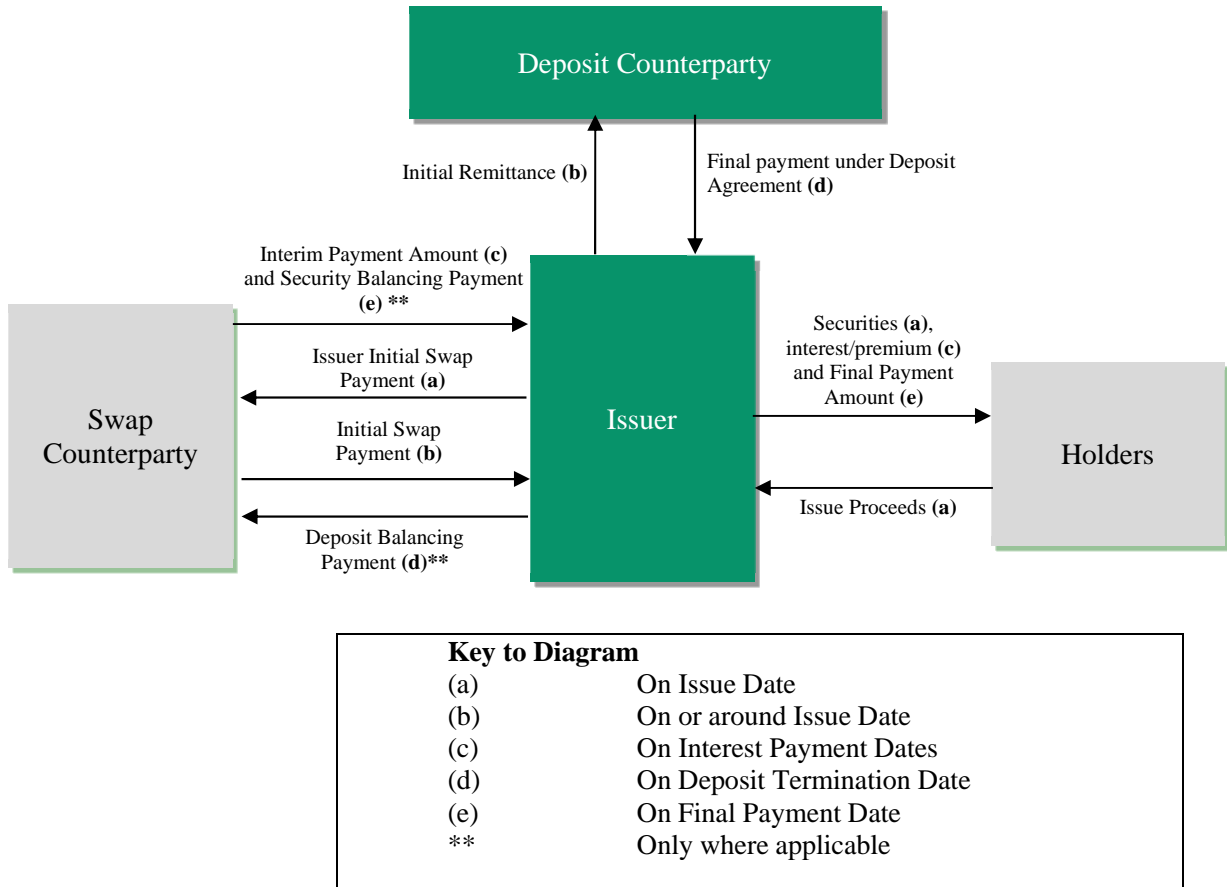 Deposit Counterparty
Initial Remittance (b)
Final payment under Deposit
Agreement (d)
Interim Payment Amount (c)
and Security Balancing Payment
(e) **
Issuer Initial Swap
Payment (a)
Initial Swap
Payment (b)
Deposit Balancing
Payment (d)**
Swap
Counterparty
Issuer
Securities (a),
interest/premium (c)
and Final Payment
Amount (e)
Issue Proceeds (a)
Holders
Key to Diagram
(a) On Issue Date
(b) On or around Issue Date
(c) On Interest Payment Dates
(d) On Deposit Termination Date
(e) On Final Payment Date
** Only where applicable